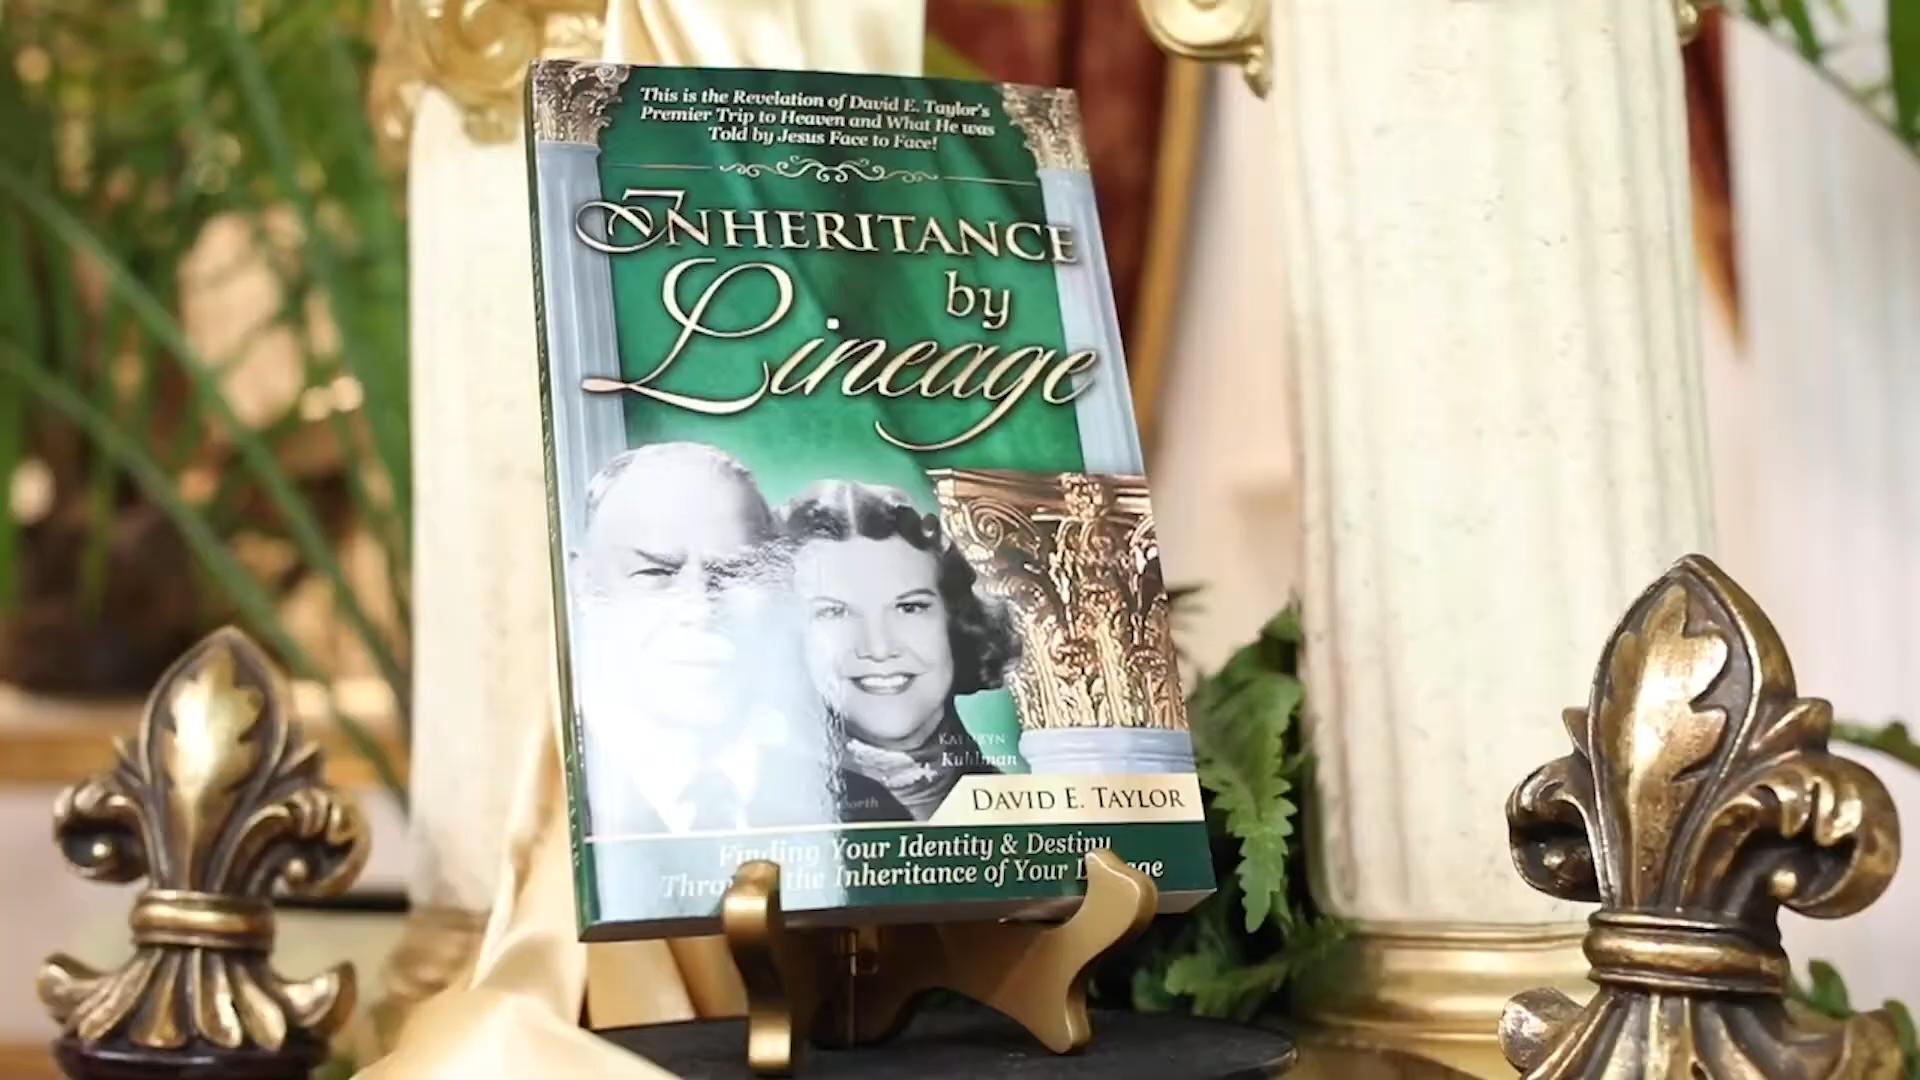 This is the Revelation of David E. Taylor's
Premier Trip to Heaven and What He was
Told by Jesus Face to Face!
INHERITANCE
by
Lineage
Kuhlman
DAVID E. TAYLOR
Finding Your Identity & Destiny
the Inheritance of Your